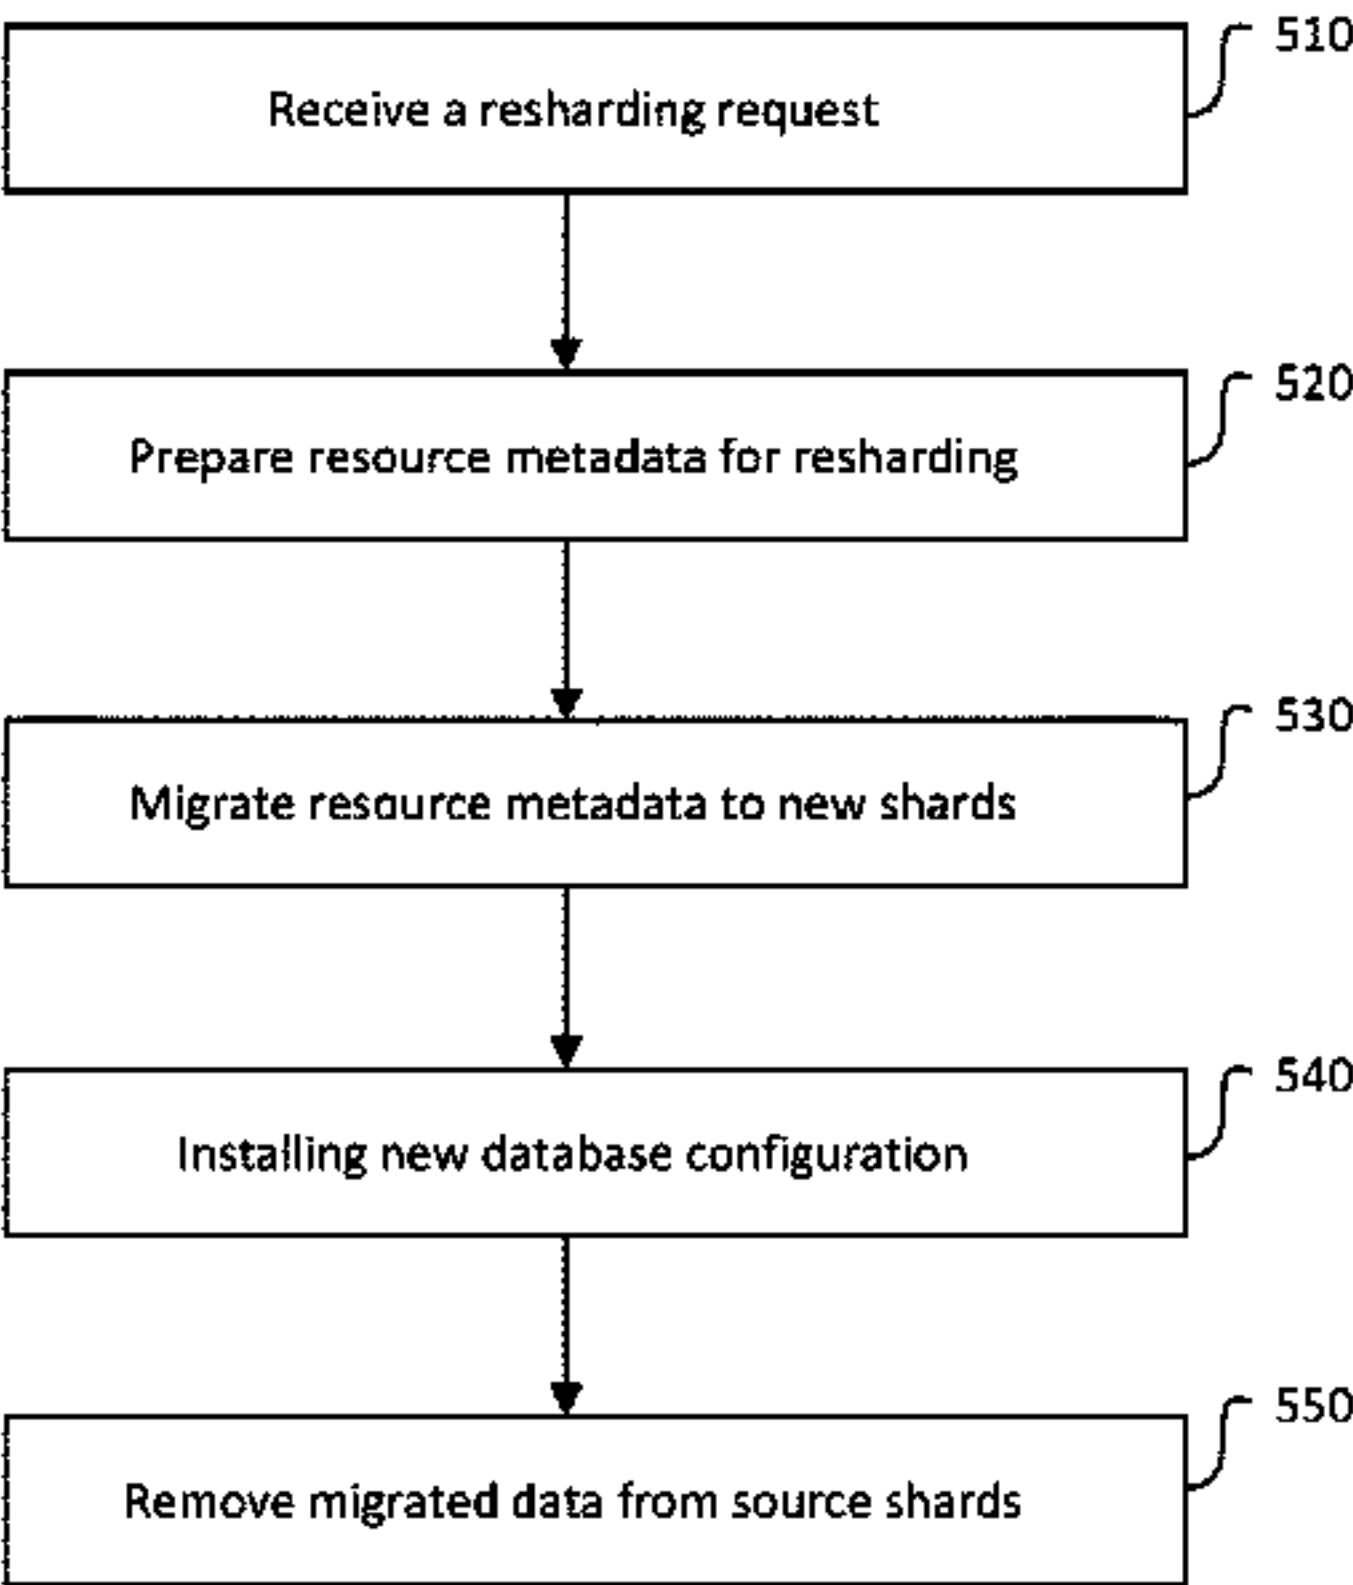 510
Receive a resharding request
520
Prepare resource metadata for resharding
530
Migrate resource metadata to new shards
540
Installing new database configuration
550
Remove migrated data from source shards